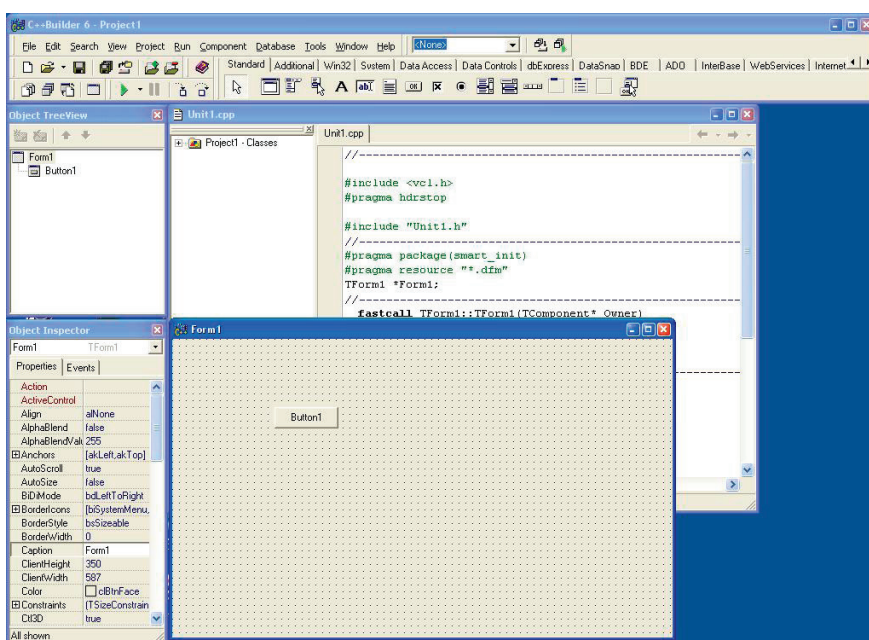 C++Builder 6 - Project1
File Edit Search View Project Run Component Database Tools Window Help <None>
Standard Additional Win32 System Data Access Data Controls dbExpress DataSnap BDE ADO InterBase WebServices Internet
A ab OK
Object TreeView
Form1
Button1
Unit1.cpp
Project1 - Classes
Unit1.cpp
//
#include <vcl.h>
#pragma hdrstop
#include "Unit1.h"
//
#pragma package(smart_init)
#pragma resource "*.dfm"
TForm1 *Form1;
//
fastcall TForm1::TForm1(TComponent* Owner)
Object Inspector
Form1 TForm1
Properties Events
Action
ActiveControl
Align alNone
AlphaBlend false
AlphaBlendVal 255
Anchors [akLeft,akTop]
AutoScroll true
AutoSize false
BiDiMode bdLeftToRight
BorderIcons [biSystemMenu,
BorderStyle bsSizeable
BorderWidth 0
Caption Form1
ClientHeight 350
ClientWidth 587
Color clBtnFace
Constraints (TSizeConstrain
Ctl3D true
All shown
Form1
Button1